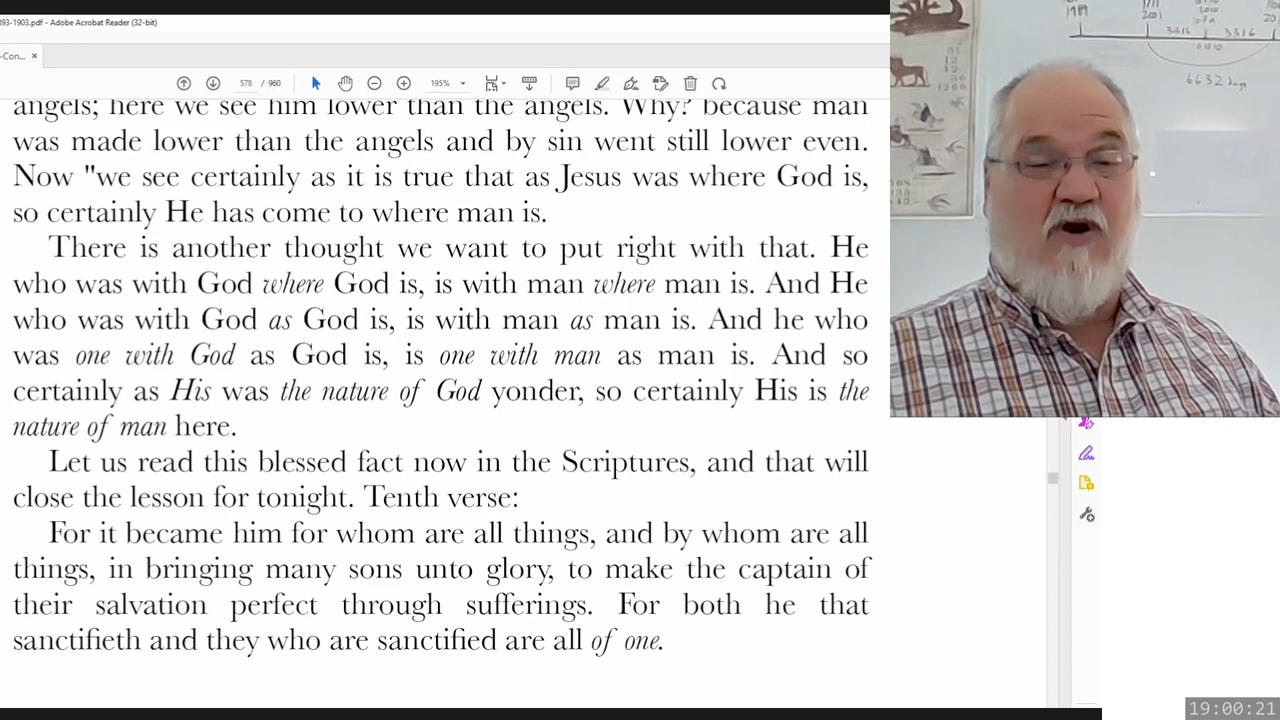 393-1903.pdf - Adobe Acrobat Reader (32-bit)
-Con... ×
578 / 960
195%
angels; here we see him lower than the angels. Why? because man
was made lower than the angels and by sin went still lower even.
Now "we see certainly as it is true that as Jesus was where God is,
so certainly He has come to where man is.
There is another thought we want to put right with that. He
who was with God where God is, is with man where man is. And He
who was with God as God is, is with man as man is. And he who
was one with God as God is, is one with man as man is. And so
certainly as His was the nature of God yonder, so certainly His is the
nature of man here.
Let us read this blessed fact now in the Scriptures, and that will
close the lesson for tonight. Tenth verse:
For it became him for whom are all things, and by whom are all
things, in bringing many sons unto glory, to make the captain of
their salvation perfect through sufferings. For both he that
sanctifieth and they who are sanctified are all of one.
1989
2001
6632 days
19:00:21